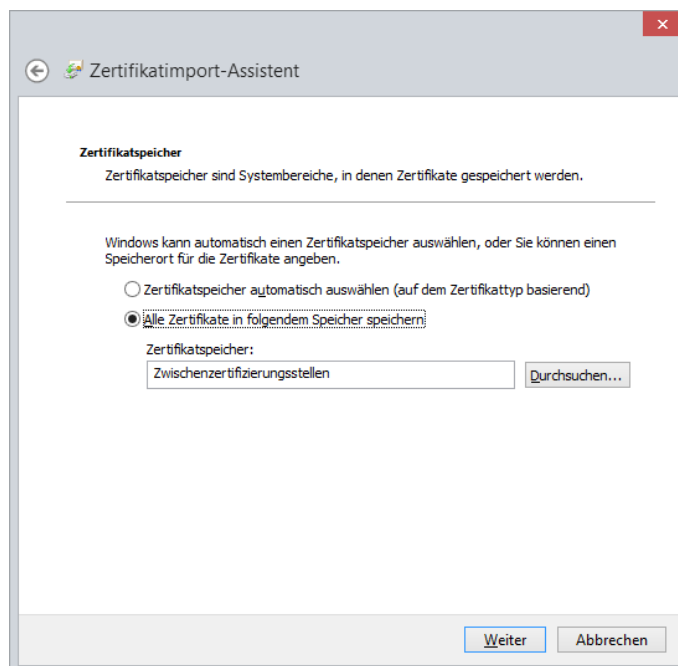 Zertifikatimport-Assistent
Zertifikatspeicher
Zertifikatspeicher sind Systembereiche, in denen Zertifikate gespeichert werden.
Windows kann automatisch einen Zertifikatspeicher auswählen, oder Sie können einen
Speicherort für die Zertifikate angeben.
Zertifikatspeicher automatisch auswählen (auf dem Zertifikattyp basierend)
Alle Zertifikate in folgendem Speicher speichern
Zertifikatspeicher:
Zwischenzertifizierungsstellen
Durchsuchen...
Weiter
Abbrechen